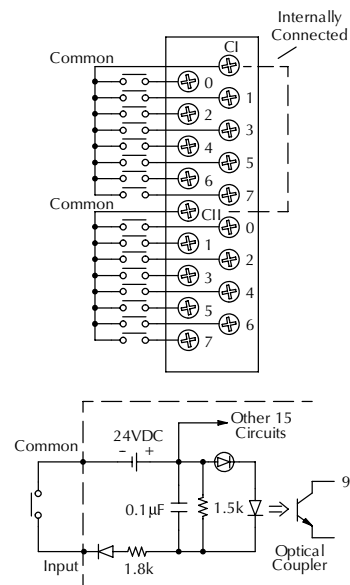 Internally
Connected
CI
Common
0
1
2
3
4
5
6
7
Common
CII
0
1
2
3
4
5
6
7
Other 15
Circuits
24VDC
− +
Common
9
0.1µF
1.5k
Optical
Coupler
Input
1.8k